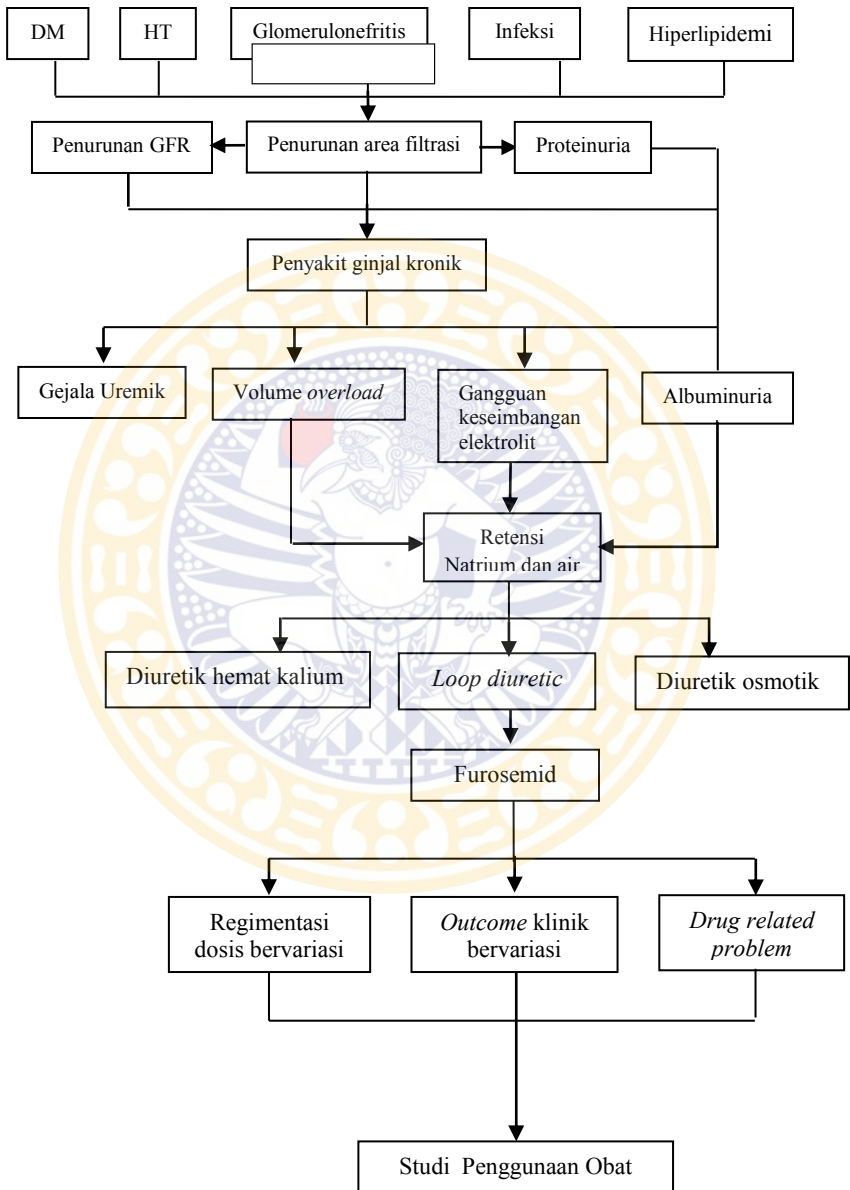 DM
HT
Glomerulonefritis
Infeksi
Hiperlipidemi
Penurunan GFR
Penurunan area filtrasi
Proteinuria
Penyakit ginjal kronik
Gejala Uremik
Volume overload
Gangguan
keseimbangan
elektrolit
Albuminuria
Retensi
Natrium dan air
Diuretik hemat kalium
Loop diuretic
Diuretik osmotik
Furosemid
Regimentasi
dosis bervariasi
Outcome klinik
bervariasi
Drug related
problem
Studi Penggunaan Obat